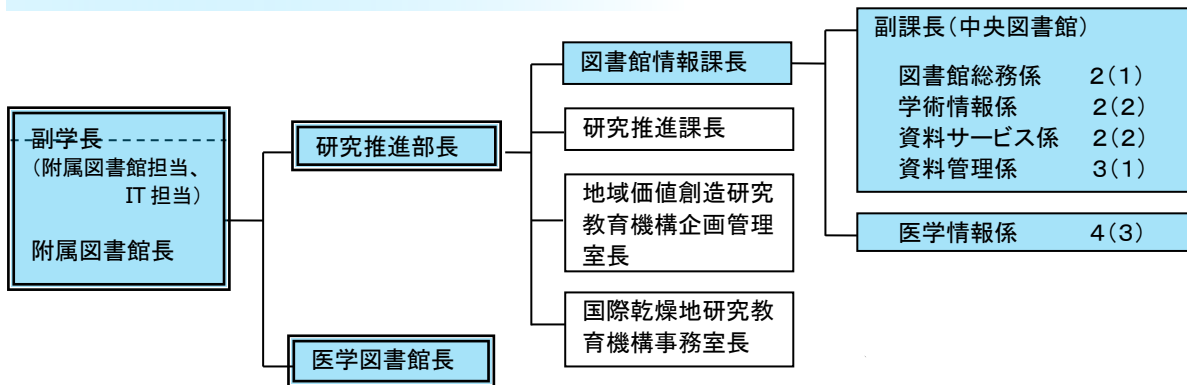 副学長
(附属図書館担当、
IT 担当)
附属図書館長
研究推進部長
医学図書館長
図書館情報課長
研究推進課長
地域価値創造研究
教育機構企画管理
室長
国際乾燥地研究教
育機構事務室長
副課長(中央図書館)
図書館総務係 2(1)
学術情報係 2(2)
資料サービス係 2(2)
資料管理係 3(1)
医学情報係 4(3)